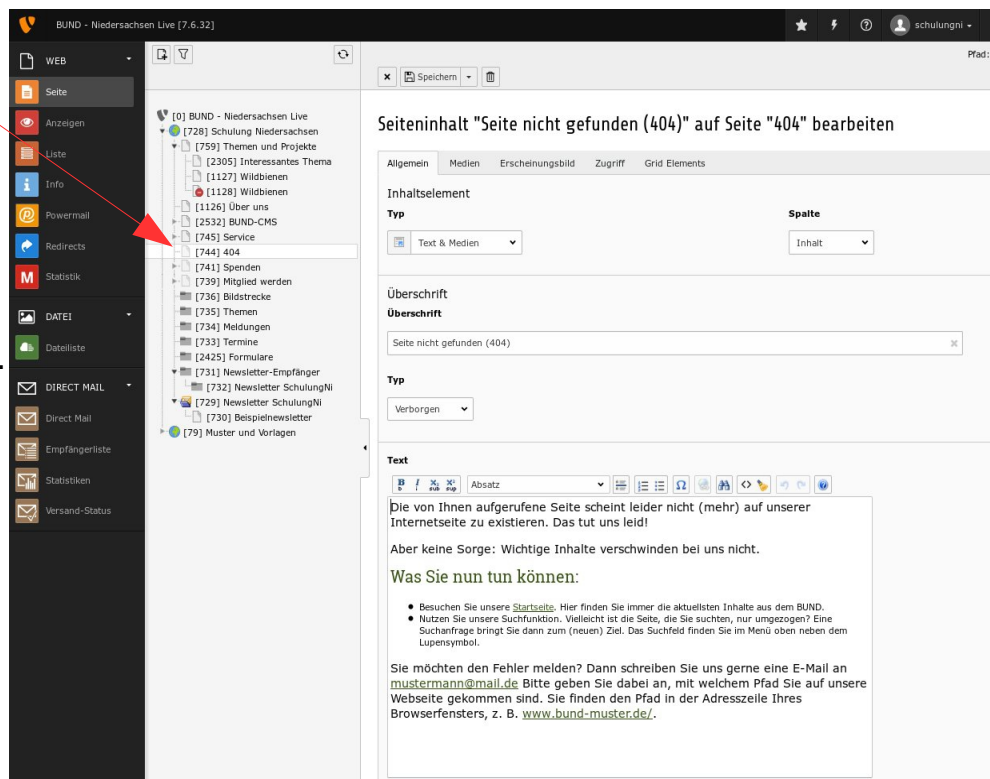 BUND - Niedersachsen Live [7.6.32]
schulungni
WEB
Seite
Anzeigen
Liste
Info
Powermail
Redirects
M Statistik
DATEI
Dateiliste
DIRECT MAIL
Direct Mail
Empfängerliste
Statistiken
Versand-Status
[0] BUND - Niedersachsen Live
[728] Schulung Niedersachsen
[759] Themen und Projekte
[2305] Interessantes Thema
[1127] Wildbienen
[1128] Wildbienen
[1126] Über uns
[2532] BUND-CMS
[745] Service
[744] 404
[741] Spenden
[739] Mitglied werden
[736] Bildstrecke
[735] Themen
[734] Meldungen
[733] Termine
[2425] Formulare
[731] Newsletter-Empfänger
[732] Newsletter SchulungNi
[729] Newsletter SchulungNi
[730] Beispielnewsletter
[79] Muster und Vorlagen
Pfad:
Speichern
Seiteninhalt "Seite nicht gefunden (404)" auf Seite "404" bearbeiten
Allgemein Medien Erscheinungsbild Zugriff Grid Elements
Inhaltselement
Typ Spalte
Text & Medien Inhalt
Überschrift
Überschrift
Seite nicht gefunden (404)
Typ
Verborgen
Text
Absatz
Die von Ihnen aufgerufene Seite scheint leider nicht (mehr) auf unserer
Internetseite zu existieren. Das tut uns leid!
Aber keine Sorge: Wichtige Inhalte verschwinden bei uns nicht.
Was Sie nun tun können:
Besuchen Sie unsere Startseite. Hier finden Sie immer die aktuellsten Inhalte aus dem BUND.
Nutzen Sie unsere Suchfunktion. Vielleicht ist die Seite, die Sie suchten, nur umgezogen? Eine
Suchanfrage bringt Sie dann zum (neuen) Ziel. Das Suchfeld finden Sie im Menü oben neben dem
Lupensymbol.
Sie möchten den Fehler melden? Dann schreiben Sie uns gerne eine E-Mail an
mustermann@mail.de Bitte geben Sie dabei an, mit welchem Pfad Sie auf unsere
Webseite gekommen sind. Sie finden den Pfad in der Adresszeile Ihres
Browserfensters, z. B. www.bund-muster.de/.